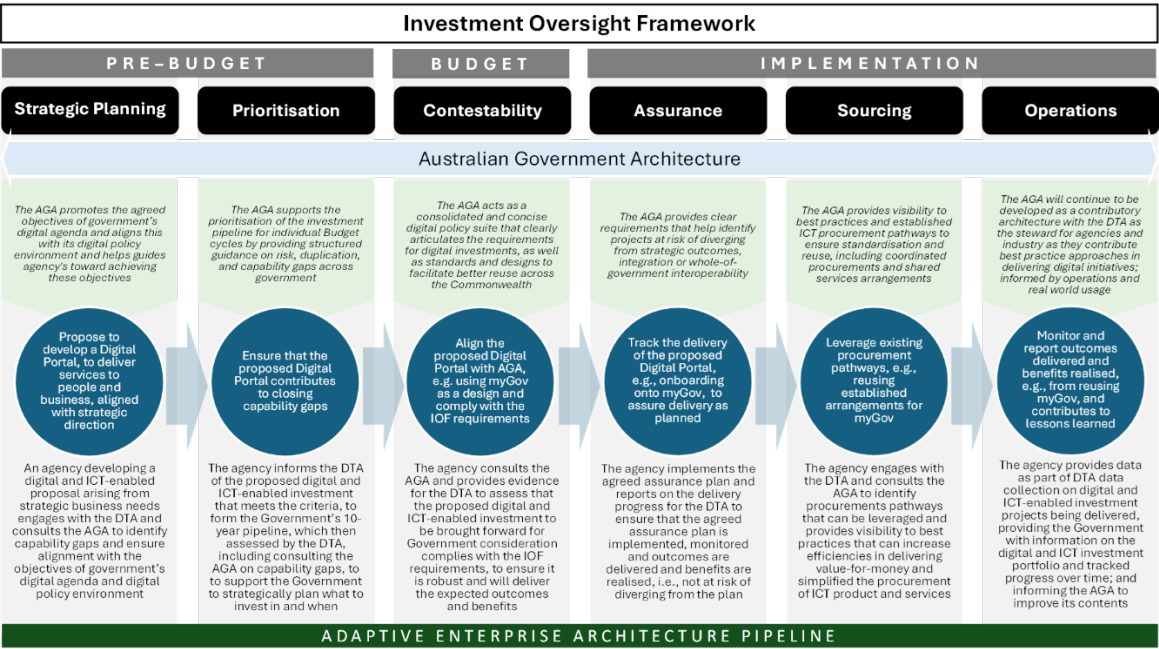 Investment Oversight Framework
PRE–BUDGET
BUDGET
IMPLEMENTATION
Strategic Planning
Prioritisation
Contestability
Assurance
Sourcing
Operations
Australian Government Architecture
The AGA promotes the agreed
objectives of government's
digital agenda and aligns this
with its digital policy
environment and helps guides
agency's toward achieving
these objectives
The AGA supports the
prioritisation of the investment
pipeline for individual Budget
cycles by providing structured
guidance on risk, duplication,
and capability gaps across
government
The AGA acts as a
consolidated and concise
digital policy suite that clearly
articulates the requirements
for digital investments, as well
as standards and designs to
facilitate better reuse across
the Commonwealth
The AGA provides clear
requirements that help identify
projects at risk of diverging
from strategic outcomes,
integration or whole-of-
government interoperability
The AGA provides visibility to
best practices and established
ICT procurement pathways to
ensure standardisation and
reuse, including coordinated
procurements and shared
services arrangements
The AGA will continue to be
developed as a contributory
architecture with the DTA as
the steward for agencies and
industry as they contribute
best practice approaches in
delivering digital initiatives;
informed by operations and
real world usage
Propose to
develop a Digital
Portal, to deliver
services to
people and
business, aligned
with strategic
direction
Ensure that the
proposed Digital
Portal contributes
to closing
capability gaps
Align the
proposed Digital
Portal with AGA,
e.g. using myGov
as a design and
comply with the
IOF requirements
Track the delivery
of the proposed
Digital Portal,
e.g., onboarding
onto myGov, to
assure delivery as
planned
Leverage existing
procurement
pathways, e.g.,
reusing
established
arrangements for
myGov
Monitor and
report outcomes
delivered and
benefits realised,
e.g., from reusing
myGov, and
contributes to
lessons learned
An agency developing a
digital and ICT-enabled
proposal arising from
strategic business needs
engages with the DTA and
consults the AGA to identify
capability gaps and ensure
alignment with the
objectives of government's
digital agenda and digital
policy environment
The agency informs the DTA
of the proposed digital and
ICT-enabled investment
that meets the criteria, to
form the Government's 10-
year pipeline, which then
assessed by the DTA,
including consulting the
AGA on capability gaps, to
to support the Government
to strategically plan what to
invest in and when
The agency consults the
AGA and provides evidence
for the DTA to assess that
the proposed digital and
ICT-enabled investment to
be brought forward for
Government consideration
complies with the IOF
requirements, to ensure it
is robust and will deliver
the expected outcomes
and benefits
The agency implements the
agreed assurance plan and
reports on the delivery
progress for the DTA to
ensure that the agreed
assurance plan is
implemented, monitored
and outcomes are
delivered and benefits are
realised, i.e., not at risk of
diverging from the plan
The agency engages with
the DTA and consults the
AGA to identify
procurements pathways
that can be leveraged and
provides visibility to best
practices that can increase
efficiencies in delivering
value-for-money and
simplified the procurement
of ICT product and services
The agency provides data
as part of DTA data
collection on digital and
ICT-enabled investment
projects being delivered,
providing the Government
with information on the
digital and ICT investment
portfolio and tracked
progress over time; and
informing the AGA to
improve its contents
ADAPTIVE ENTERPRISE ARCHITECTURE PIPELINE